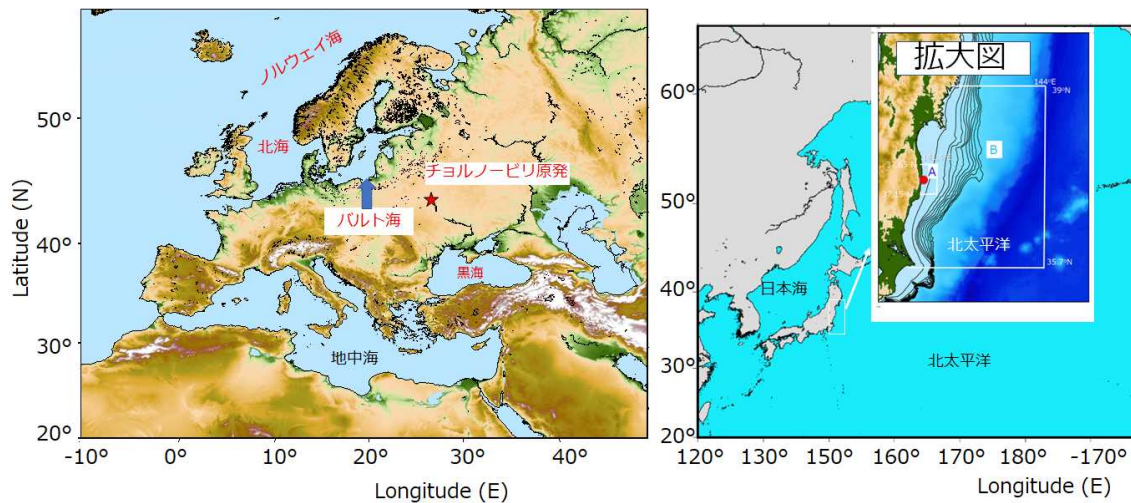 ノルウェイ海
北海
チョルノービリ原発
バルト海
黒海
地中海
Latitude (N)
50°
40°
30°
20°
-10°
0°
10°
20°
30°
40°
Longitude (E)
拡大図
144°E
39°N
B
A
北太平洋
35.7°N
日本海
北太平洋
60°
50°
40°
30°
20°
120°
130°
150°
160°
170°
180°
-170°
Longitude (E)